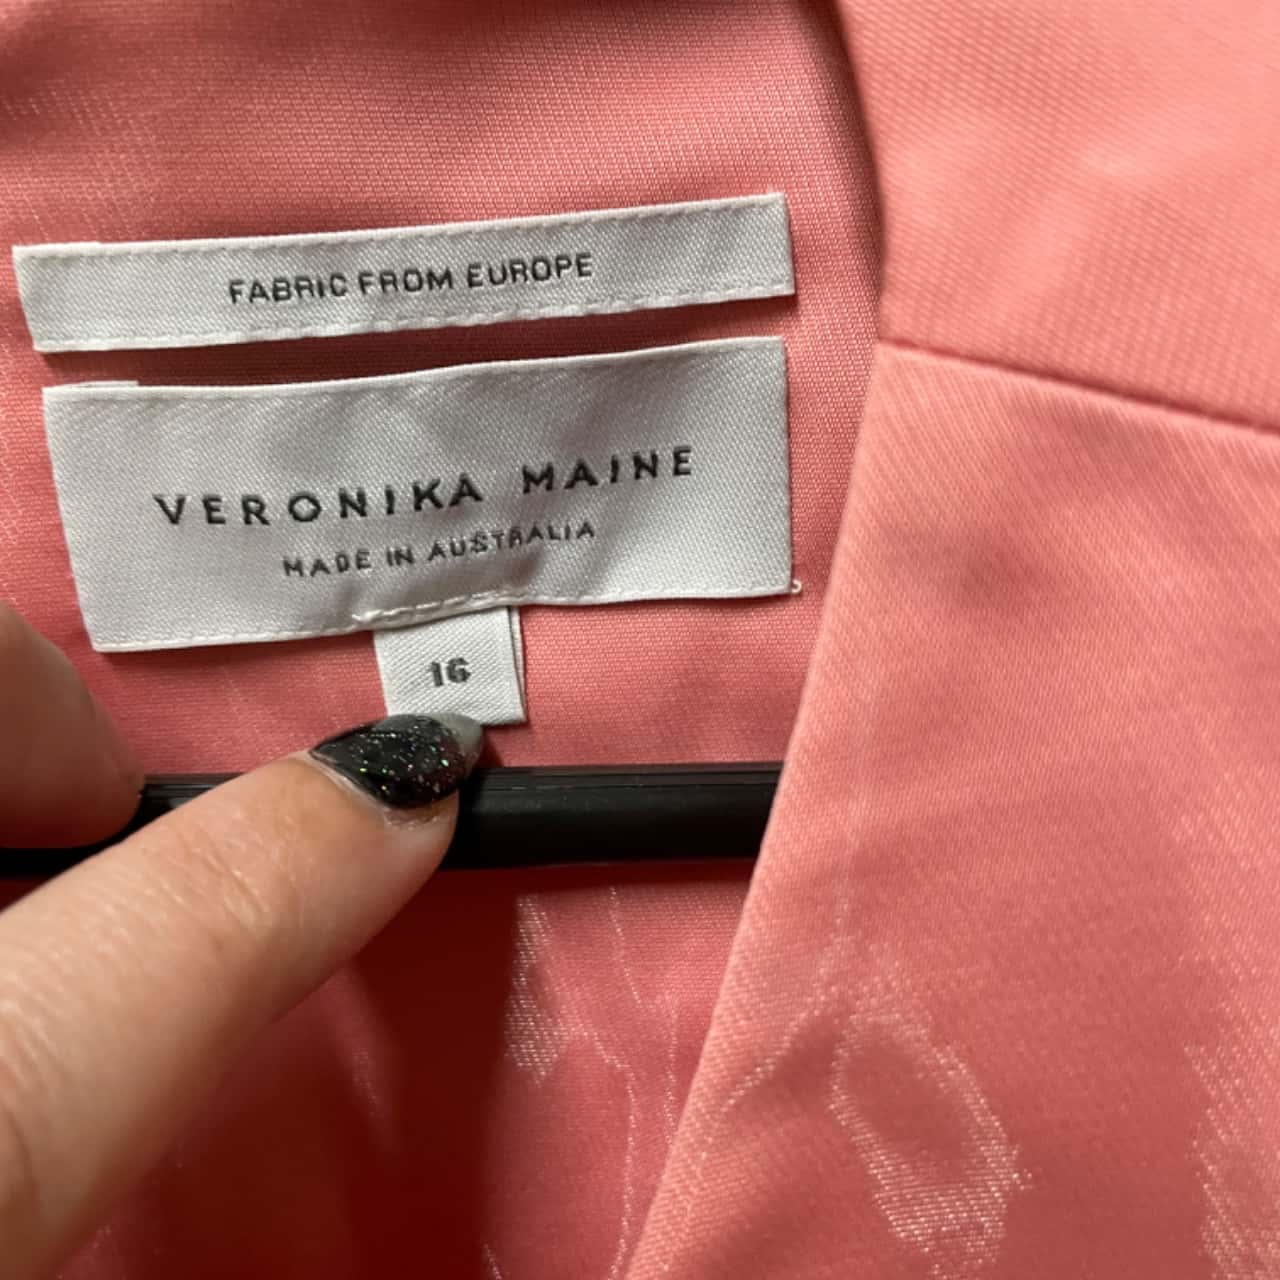 FABRIC FROM EUROPE
VERONIKA MAINE
MADE IN AUSTRALIA
16